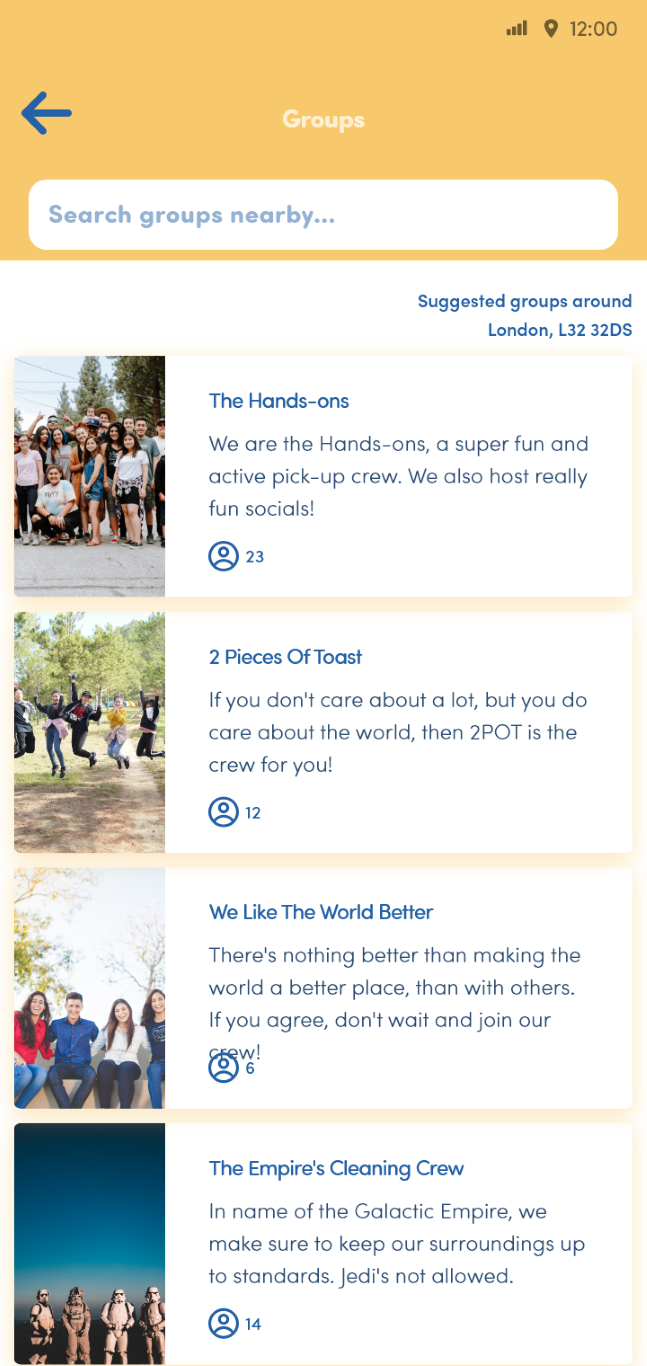 12:00
Groups
Search groups nearby...
Suggested groups around
London, L32 32DS
The Hands-ons
We are the Hands-ons, a super fun and
active pick-up crew. We also host really
fun socials!
23
2 Pieces Of Toast
If you don't care about a lot, but you do
care about the world, then 2POT is the
crew for you!
12
We Like The World Better
There's nothing better than making the
world a better place, than with others.
If you agree, don't wait and join our
crew!
6
The Empire's Cleaning Crew
In name of the Galactic Empire, we
make sure to keep our surroundings up
to standards. Jedi's not allowed.
14